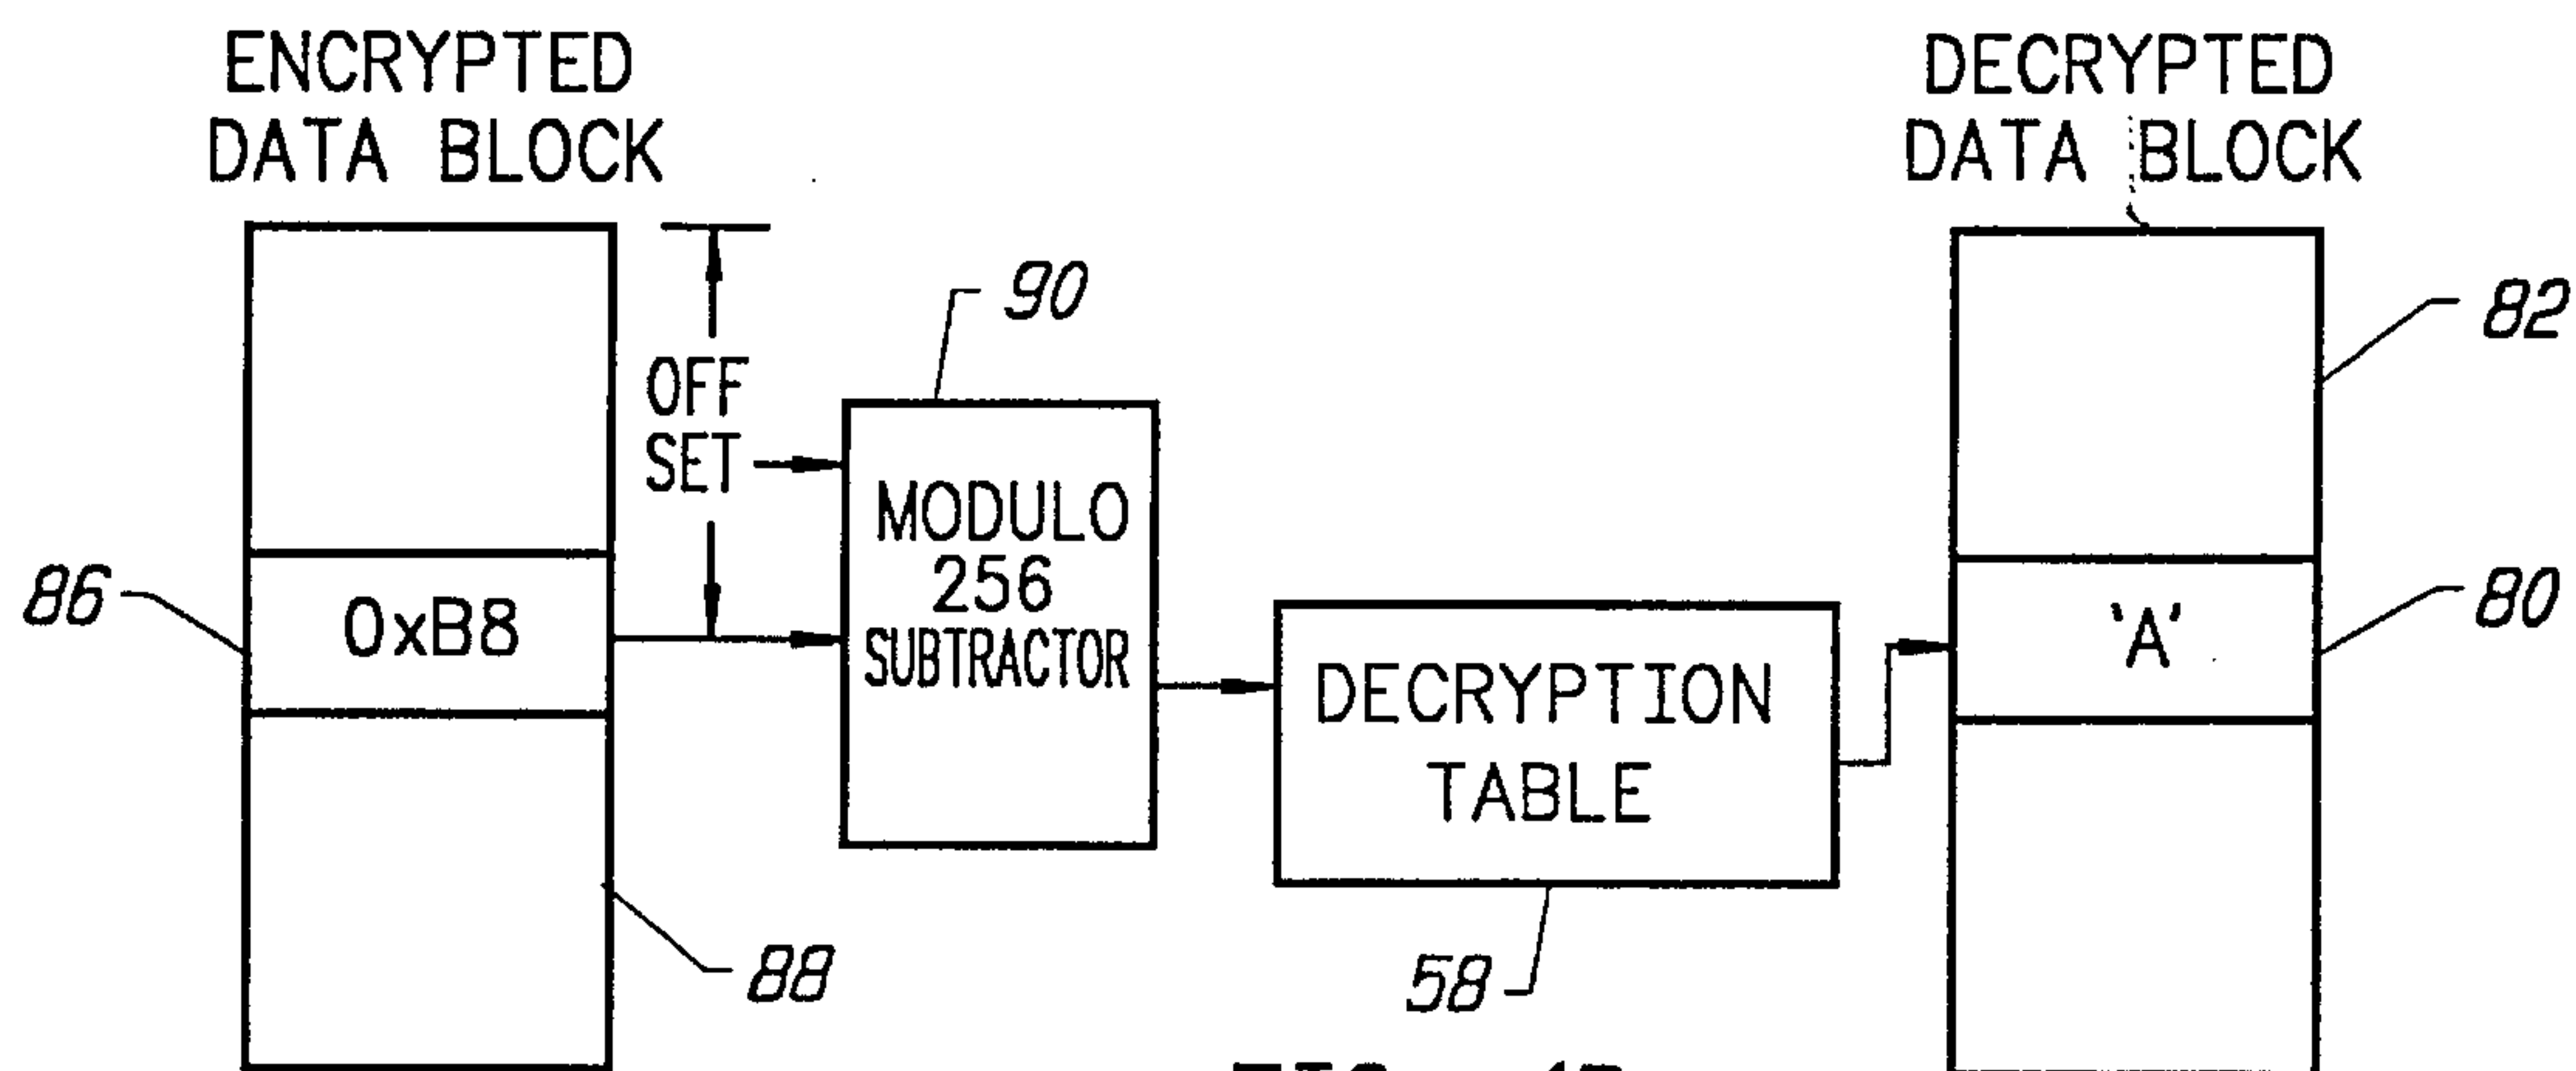 ENCRYPTED
DATA BLOCK
DECRYPTED
DATA BLOCK
90
82
OFF
SET
MODULO
256
SUBTRACTOR
86
0xB8
'A'
80
DECRYPTION
TABLE
88
58